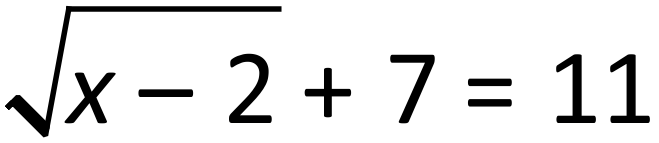 √(x − 2) + 7 = 11